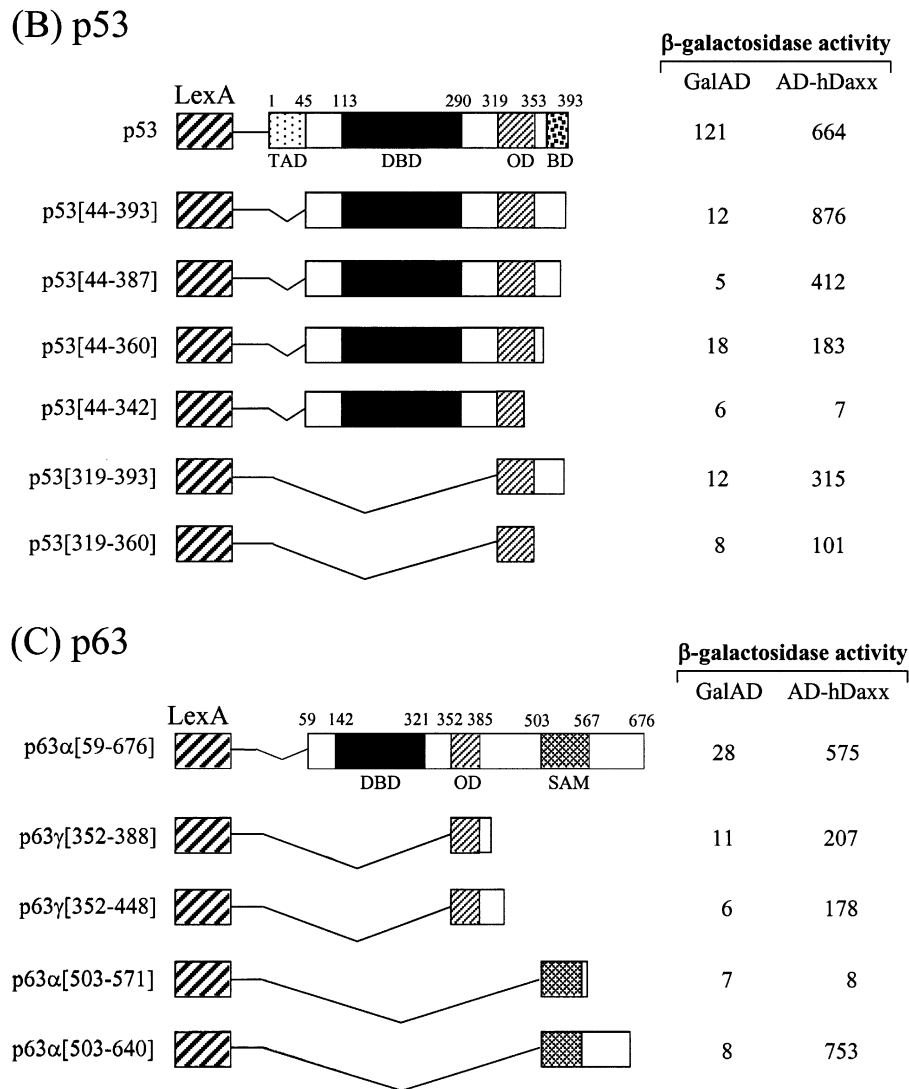 (B) p53
β-galactosidase activity
LexA
GalAD AD-hDaxx
1 45 113 290 319 353 393
p53 121 664
TAD DBD OD BD
p53[44-393] 12 876
p53[44-387] 5 412
p53[44-360] 18 183
p53[44-342] 6 7
p53[319-393] 12 315
p53[319-360] 8 101
(C) p63
β-galactosidase activity
GalAD AD-hDaxx
LexA
59 142 321 352 385 503 567 676
p63α[59-676] 28 575
DBD OD SAM
p63γ[352-388] 11 207
p63γ[352-448] 6 178
p63α[503-571] 7 8
p63α[503-640] 8 753